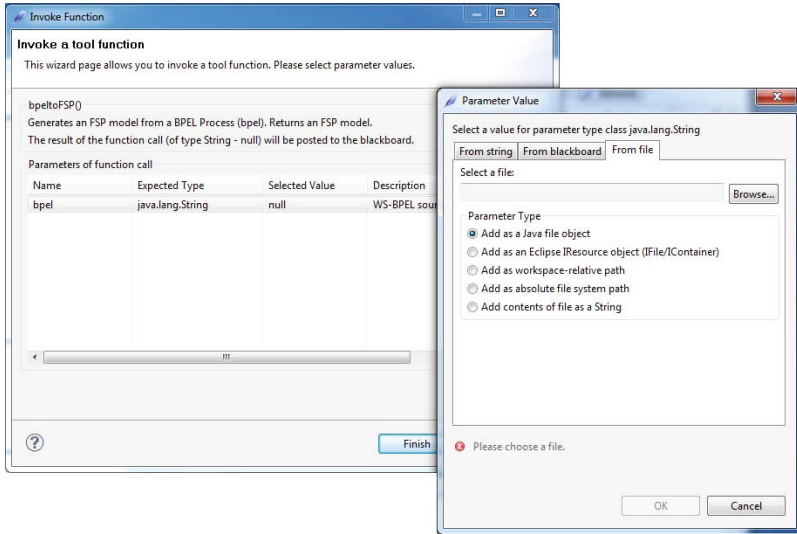 Invoke Function
Invoke a tool function
This wizard page allows you to invoke a tool function. Please select parameter values.
bpeltoFSP()
Generates an FSP model from a BPEL Process (bpel). Returns an FSP model.
The result of the function call (of type String - null) will be posted to the blackboard.
Parameters of function call
Name Expected Type Selected Value Description
bpel java.lang.String null WS-BPEL sour
Finish
Parameter Value
Select a value for parameter type class java.lang.String
From string From blackboard From file
Select a file:
Browse...
Parameter Type
Add as a Java file object
Add as an Eclipse IResource object (IFile/IContainer)
Add as workspace-relative path
Add as absolute file system path
Add contents of file as a String
Please choose a file.
OK Cancel